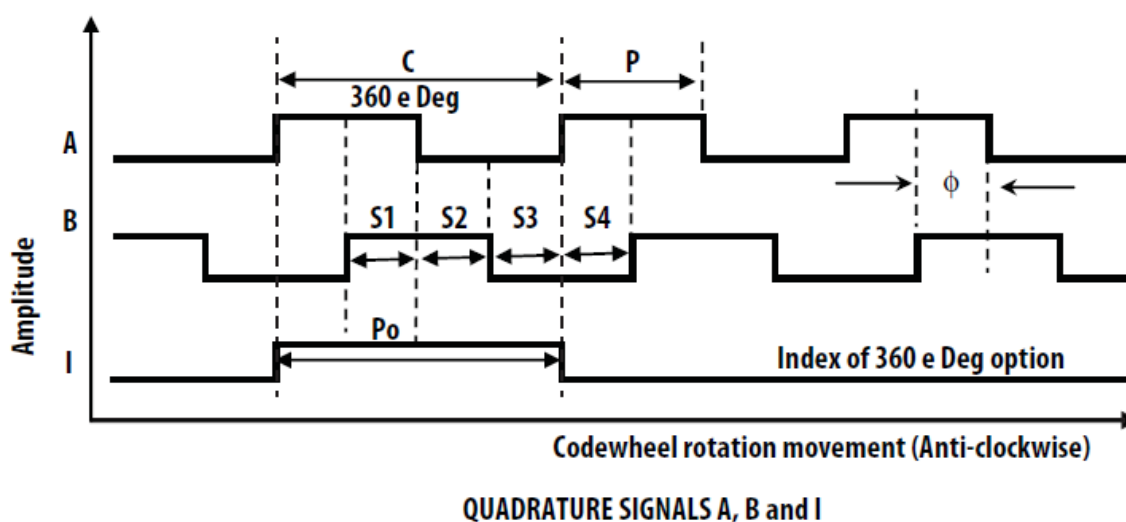 C
P
360 e Deg
A
ϕ
B
S1 S2 S3 S4
Amplitude
Po
I
Index of 360 e Deg option
Codewheel rotation movement (Anti-clockwise)
QUADRATURE SIGNALS A, B and I